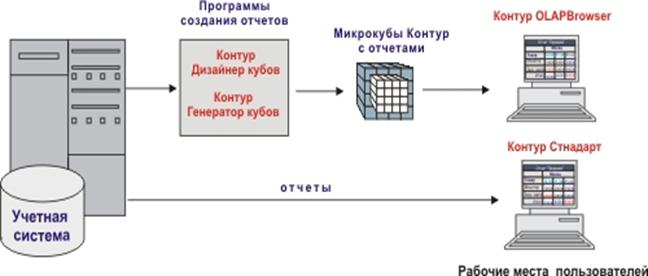 Программы
создания отчетов
Контур
Дизайнер кубов
Контур
Генератор кубов
Микрокубы Контур
с отчетами
Контур OLAPBrowser
Контур Стнадарт
Учетная
система
отчеты
Рабочие места пользователей